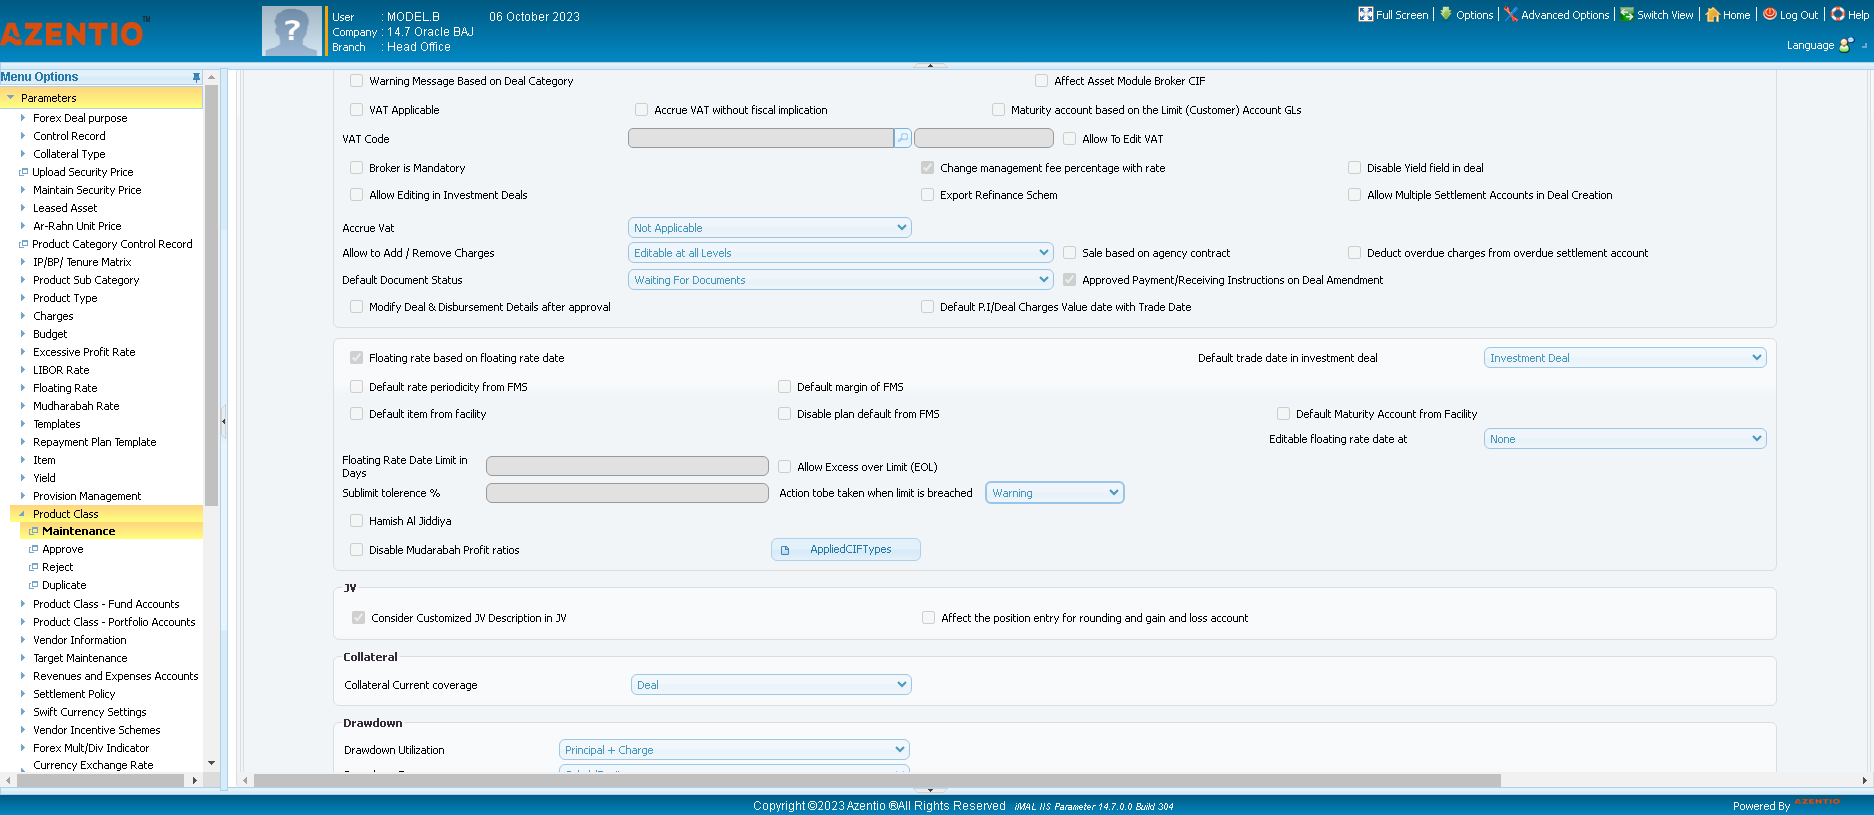 AZENTIO™
?
User : MODEL.B 06 October 2023
Company : 14.7 Oracle BAJ
Branch : Head Office
Full Screen Options Advanced Options Switch View Home Log Out Help
Language
Menu Options
Parameters
Forex Deal purpose
Control Record
Collateral Type
Upload Security Price
Maintain Security Price
Leased Asset
Ar-Rahn Unit Price
Product Category Control Record
IP/BP/ Tenure Matrix
Product Sub Category
Product Type
Charges
Budget
Excessive Profit Rate
LIBOR Rate
Floating Rate
Mudharabah Rate
Templates
Repayment Plan Template
Item
Yield
Provision Management
Product Class
Maintenance
Approve
Reject
Duplicate
Product Class - Fund Accounts
Product Class - Portfolio Accounts
Vendor Information
Target Maintenance
Revenues and Expenses Accounts
Settlement Policy
Swift Currency Settings
Vendor Incentive Schemes
Forex Mult/Div Indicator
Currency Exchange Rate
Warning Message Based on Deal Category Affect Asset Module Broker CIF
VAT Applicable Accrue VAT without fiscal implication Maturity account based on the Limit (Customer) Account GLs
VAT Code Allow To Edit VAT
Broker is Mandatory Change management fee percentage with rate Disable Yield field in deal
Allow Editing in Investment Deals Export Refinance Schem Allow Multiple Settlement Accounts in Deal Creation
Accrue Vat Not Applicable
Allow to Add / Remove Charges Editable at all Levels Sale based on agency contract Deduct overdue charges from overdue settlement account
Default Document Status Waiting For Documents Approved Payment/Receiving Instructions on Deal Amendment
Modify Deal & Disbursement Details after approval Default P.I/Deal Charges Value date with Trade Date
Floating rate based on floating rate date Default trade date in investment deal Investment Deal
Default rate periodicity from FMS Default margin of FMS
Default item from facility Disable plan default from FMS Default Maturity Account from Facility
Editable floating rate date at None
Floating Rate Date Limit in
Days Allow Excess over Limit (EOL)
Sublimit tolerence % Action tobe taken when limit is breached Warning
Hamish Al Jiddiya
Disable Mudarabah Profit ratios AppliedCIFTypes
JV
Consider Customized JV Description in JV Affect the position entry for rounding and gain and loss account
Collateral
Collateral Current coverage Deal
Drawdown
Drawdown Utilization Principal + Charge
Copyright ©2023 Azentio ®All Rights Reserved iMAL IIS Parameter 14.7.0.0 Build 304
Powered By AZENTIO